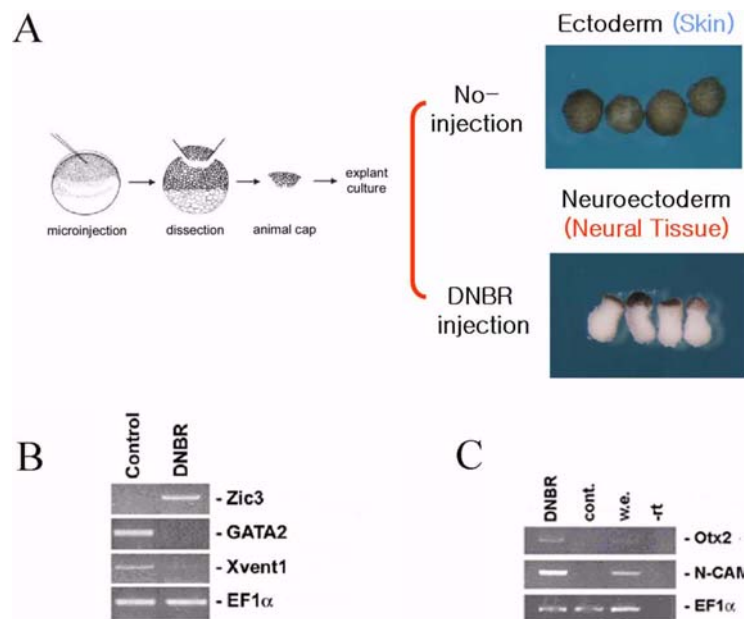 A
Ectoderm (Skin)
No-
injection
microinjection
dissection
animal cap
explant
culture
Neuroectoderm
(Neural Tissue)
DNBR
injection
B
Control
DNBR
- Zic3
- GATA2
- Xvent1
- EF1α
C
DNBR
cont.
w.e.
-rt
- Otx2
- N-CAM
- EF1α